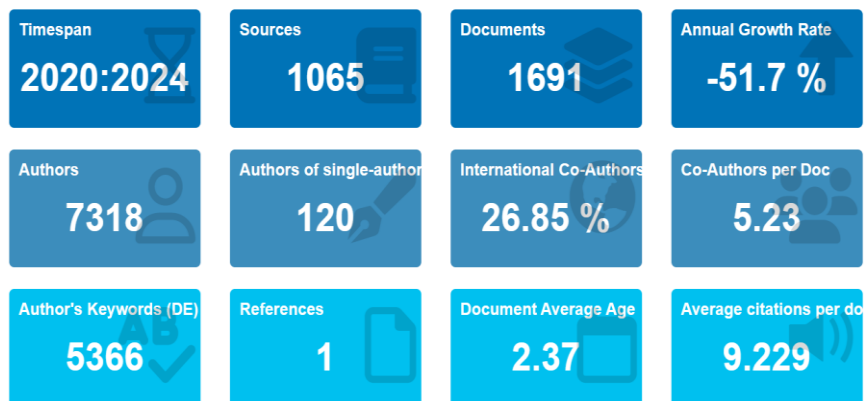 Timespan
2020:2024
Sources
1065
Documents
1691
Annual Growth Rate
-51.7 %
Authors
7318
Authors of single-author
120
International Co-Authors
26.85 %
Co-Authors per Doc
5.23
Author's Keywords (DE)
5366
AB
References
1
Document Average Age
2.37
Average citations per do
9.229